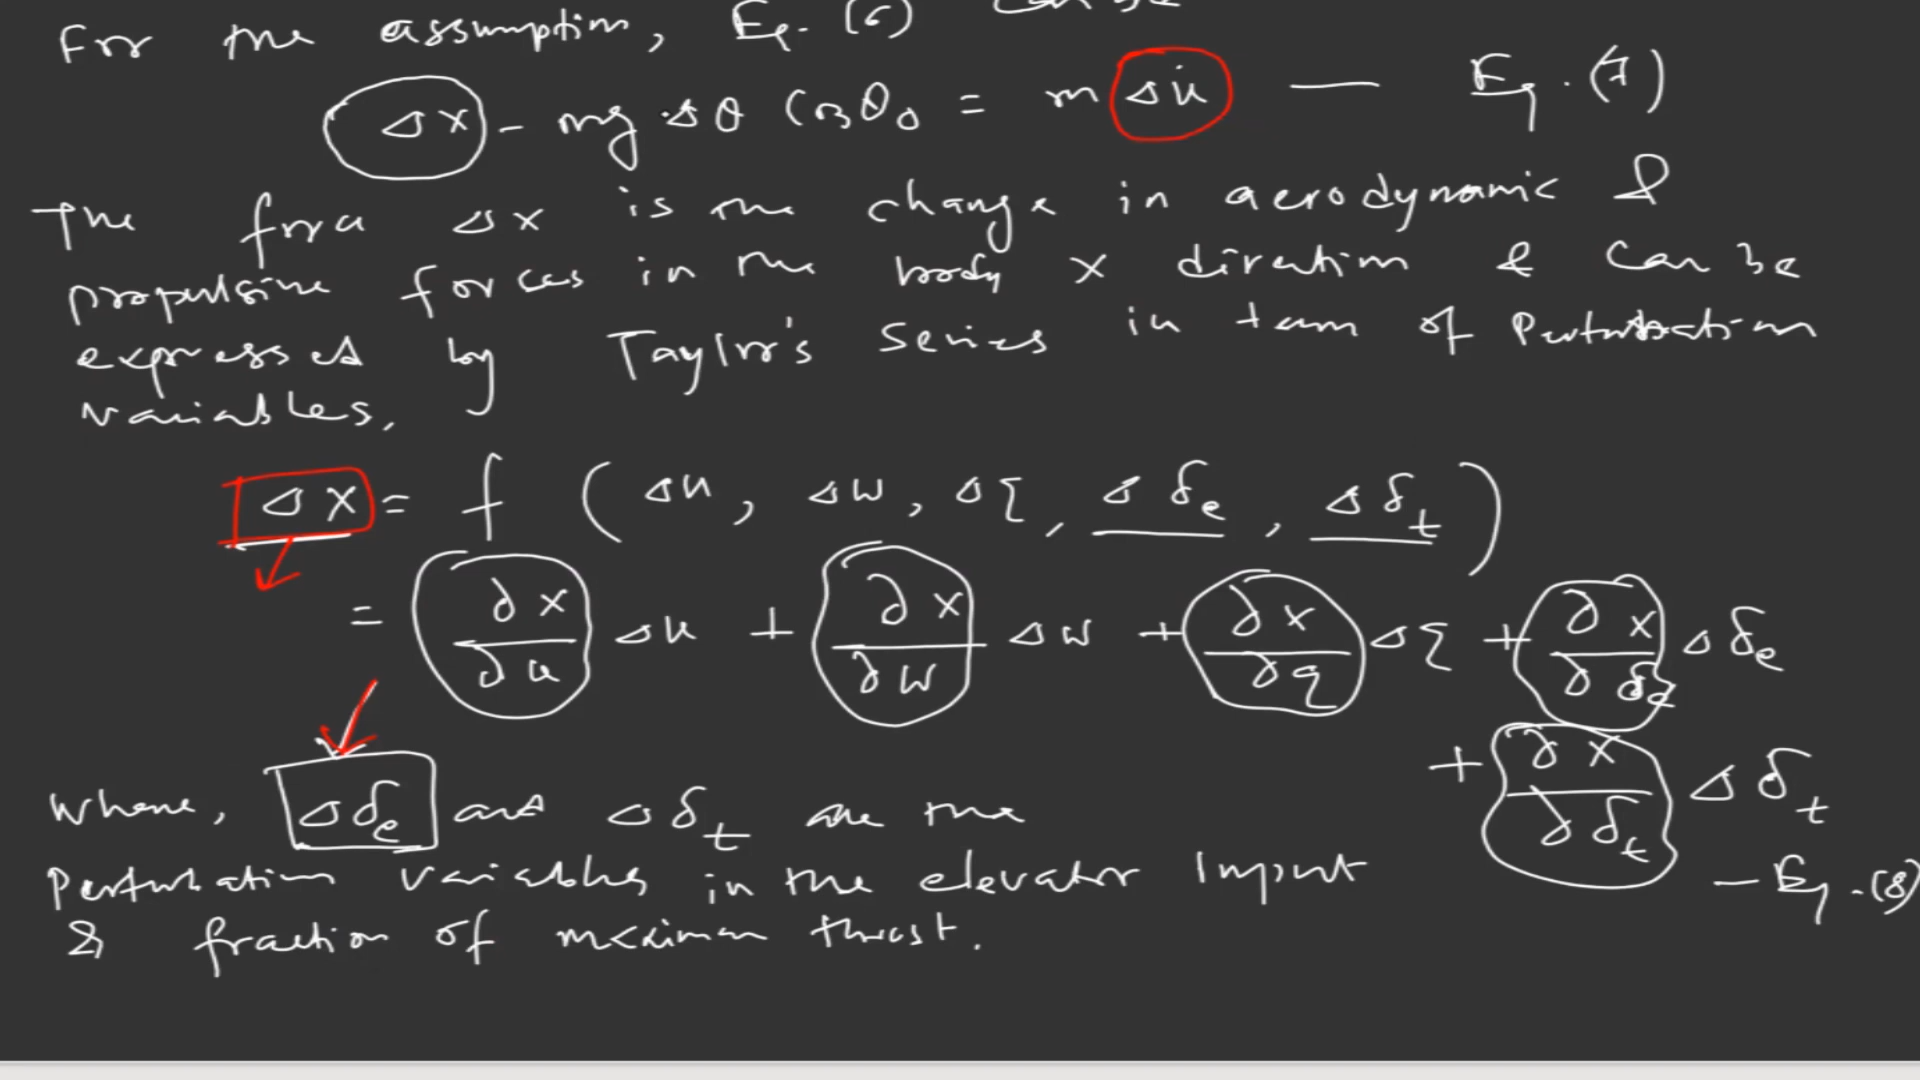 For the assumption, Eq. (6) can be
Δx - mg Δθ Cosθ₀ = m Δu̇ — Eq. (7)
The force Δx is the change in aerodynamic &
propulsive forces in the body x direction & can be
expressed by Taylor's series in term of Perturbation
variables,
Δx = f (Δu, Δw, Δq, Δδₑ, Δδₜ)
= ∂x/∂u Δu + ∂x/∂w Δw + ∂x/∂q Δq + ∂x/∂δₑ Δδₑ
+ ∂x/∂δₜ Δδₜ
— Eq. (8)
where, Δδₑ and Δδₜ are the
Perturbation variables in the elevator input
& fraction of maximum thrust.